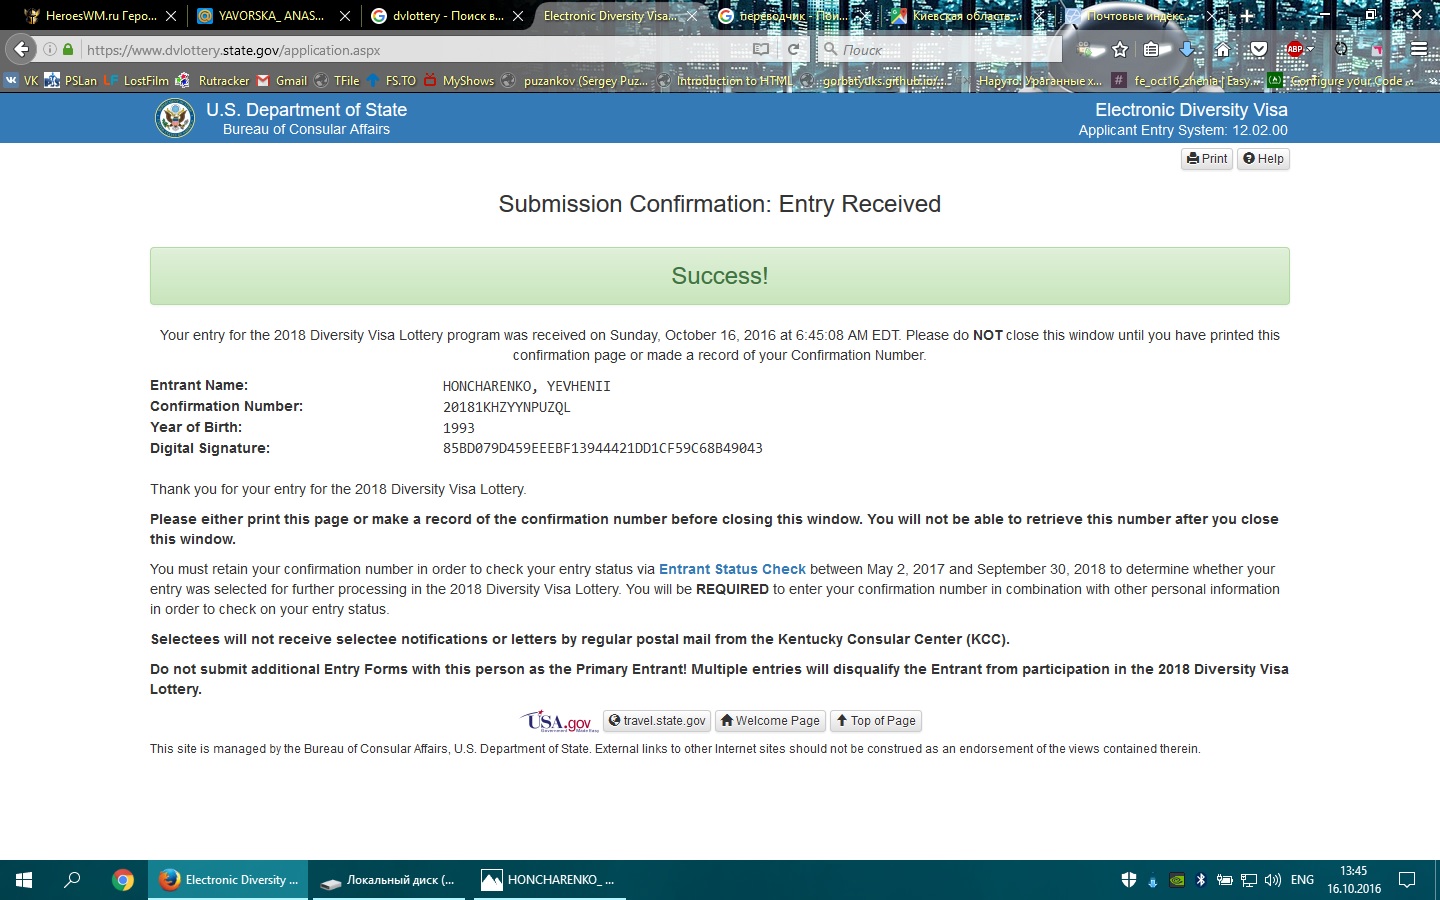 HeroesWM.ru Геро...
YAVORSKA_ ANAS...
dvlottery - Поиск в...
Electronic Diversity Visa...
переводчик - Пои...
Киевская область...
Почтовые индекс...
https://www.dvlottery.state.gov/application.aspx
Поиск
ABP
VK
PSLan
LF LostFilm
Rutracker
Gmail
TFile
FS.TO
MyShows
puzankov (Sergey Puz...
Introduction to HTML
gorbatyuks.github.io/...
Наруто: Ураганные х...
# fe_oct16_zhenia | Easy...
Configure your Code ...
U.S. Department of State
Bureau of Consular Affairs
Electronic Diversity Visa
Applicant Entry System: 12.02.00
Print
Help
Submission Confirmation: Entry Received
Success!
Your entry for the 2018 Diversity Visa Lottery program was received on Sunday, October 16, 2016 at 6:45:08 AM EDT. Please do NOT close this window until you have printed this
confirmation page or made a record of your Confirmation Number.
Entrant Name: HONCHARENKO, YEVHENII
Confirmation Number: 20181KHZYYNPUZQL
Year of Birth: 1993
Digital Signature: 85BD079D459EEEBF13944421DD1CF59C68B49043
Thank you for your entry for the 2018 Diversity Visa Lottery.
Please either print this page or make a record of the confirmation number before closing this window. You will not be able to retrieve this number after you close
this window.
You must retain your confirmation number in order to check your entry status via Entrant Status Check between May 2, 2017 and September 30, 2018 to determine whether your
entry was selected for further processing in the 2018 Diversity Visa Lottery. You will be REQUIRED to enter your confirmation number in combination with other personal information
in order to check on your entry status.
Selectees will not receive selectee notifications or letters by regular postal mail from the Kentucky Consular Center (KCC).
Do not submit additional Entry Forms with this person as the Primary Entrant! Multiple entries will disqualify the Entrant from participation in the 2018 Diversity Visa
Lottery.
USA.gov
Government Made Easy
travel.state.gov
Welcome Page
Top of Page
This site is managed by the Bureau of Consular Affairs, U.S. Department of State. External links to other Internet sites should not be construed as an endorsement of the views contained therein.
Electronic Diversity ...
Локальный диск (...
HONCHARENKO_ ...
ENG
13:45
16.10.2016